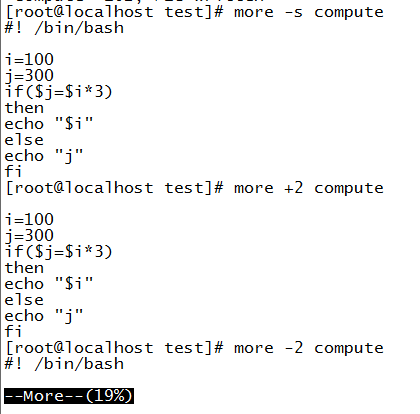 [root@localhost test]# more -s compute
#! /bin/bash
i=100
j=300
if($j=$i*3)
then
echo "$i"
else
echo "j"
fi
[root@localhost test]# more +2 compute
i=100
j=300
if($j=$i*3)
then
echo "$i"
else
echo "j"
fi
[root@localhost test]# more -2 compute
#! /bin/bash
--More--(19%)